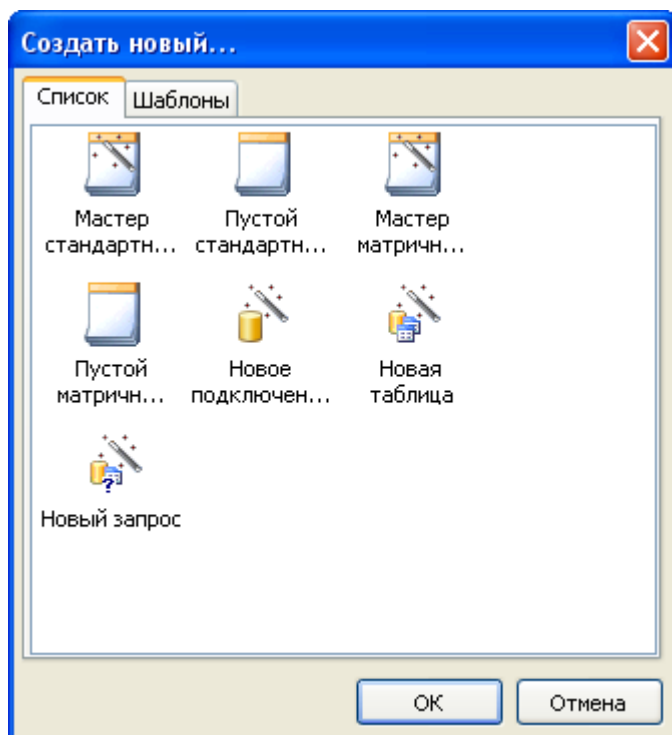 Создать новый...
Список Шаблоны
Мастер стандартн...
Пустой стандартн...
Мастер матричн...
Пустой матричн...
Новое подключен...
Новая таблица
Новый запрос
ОК Отмена